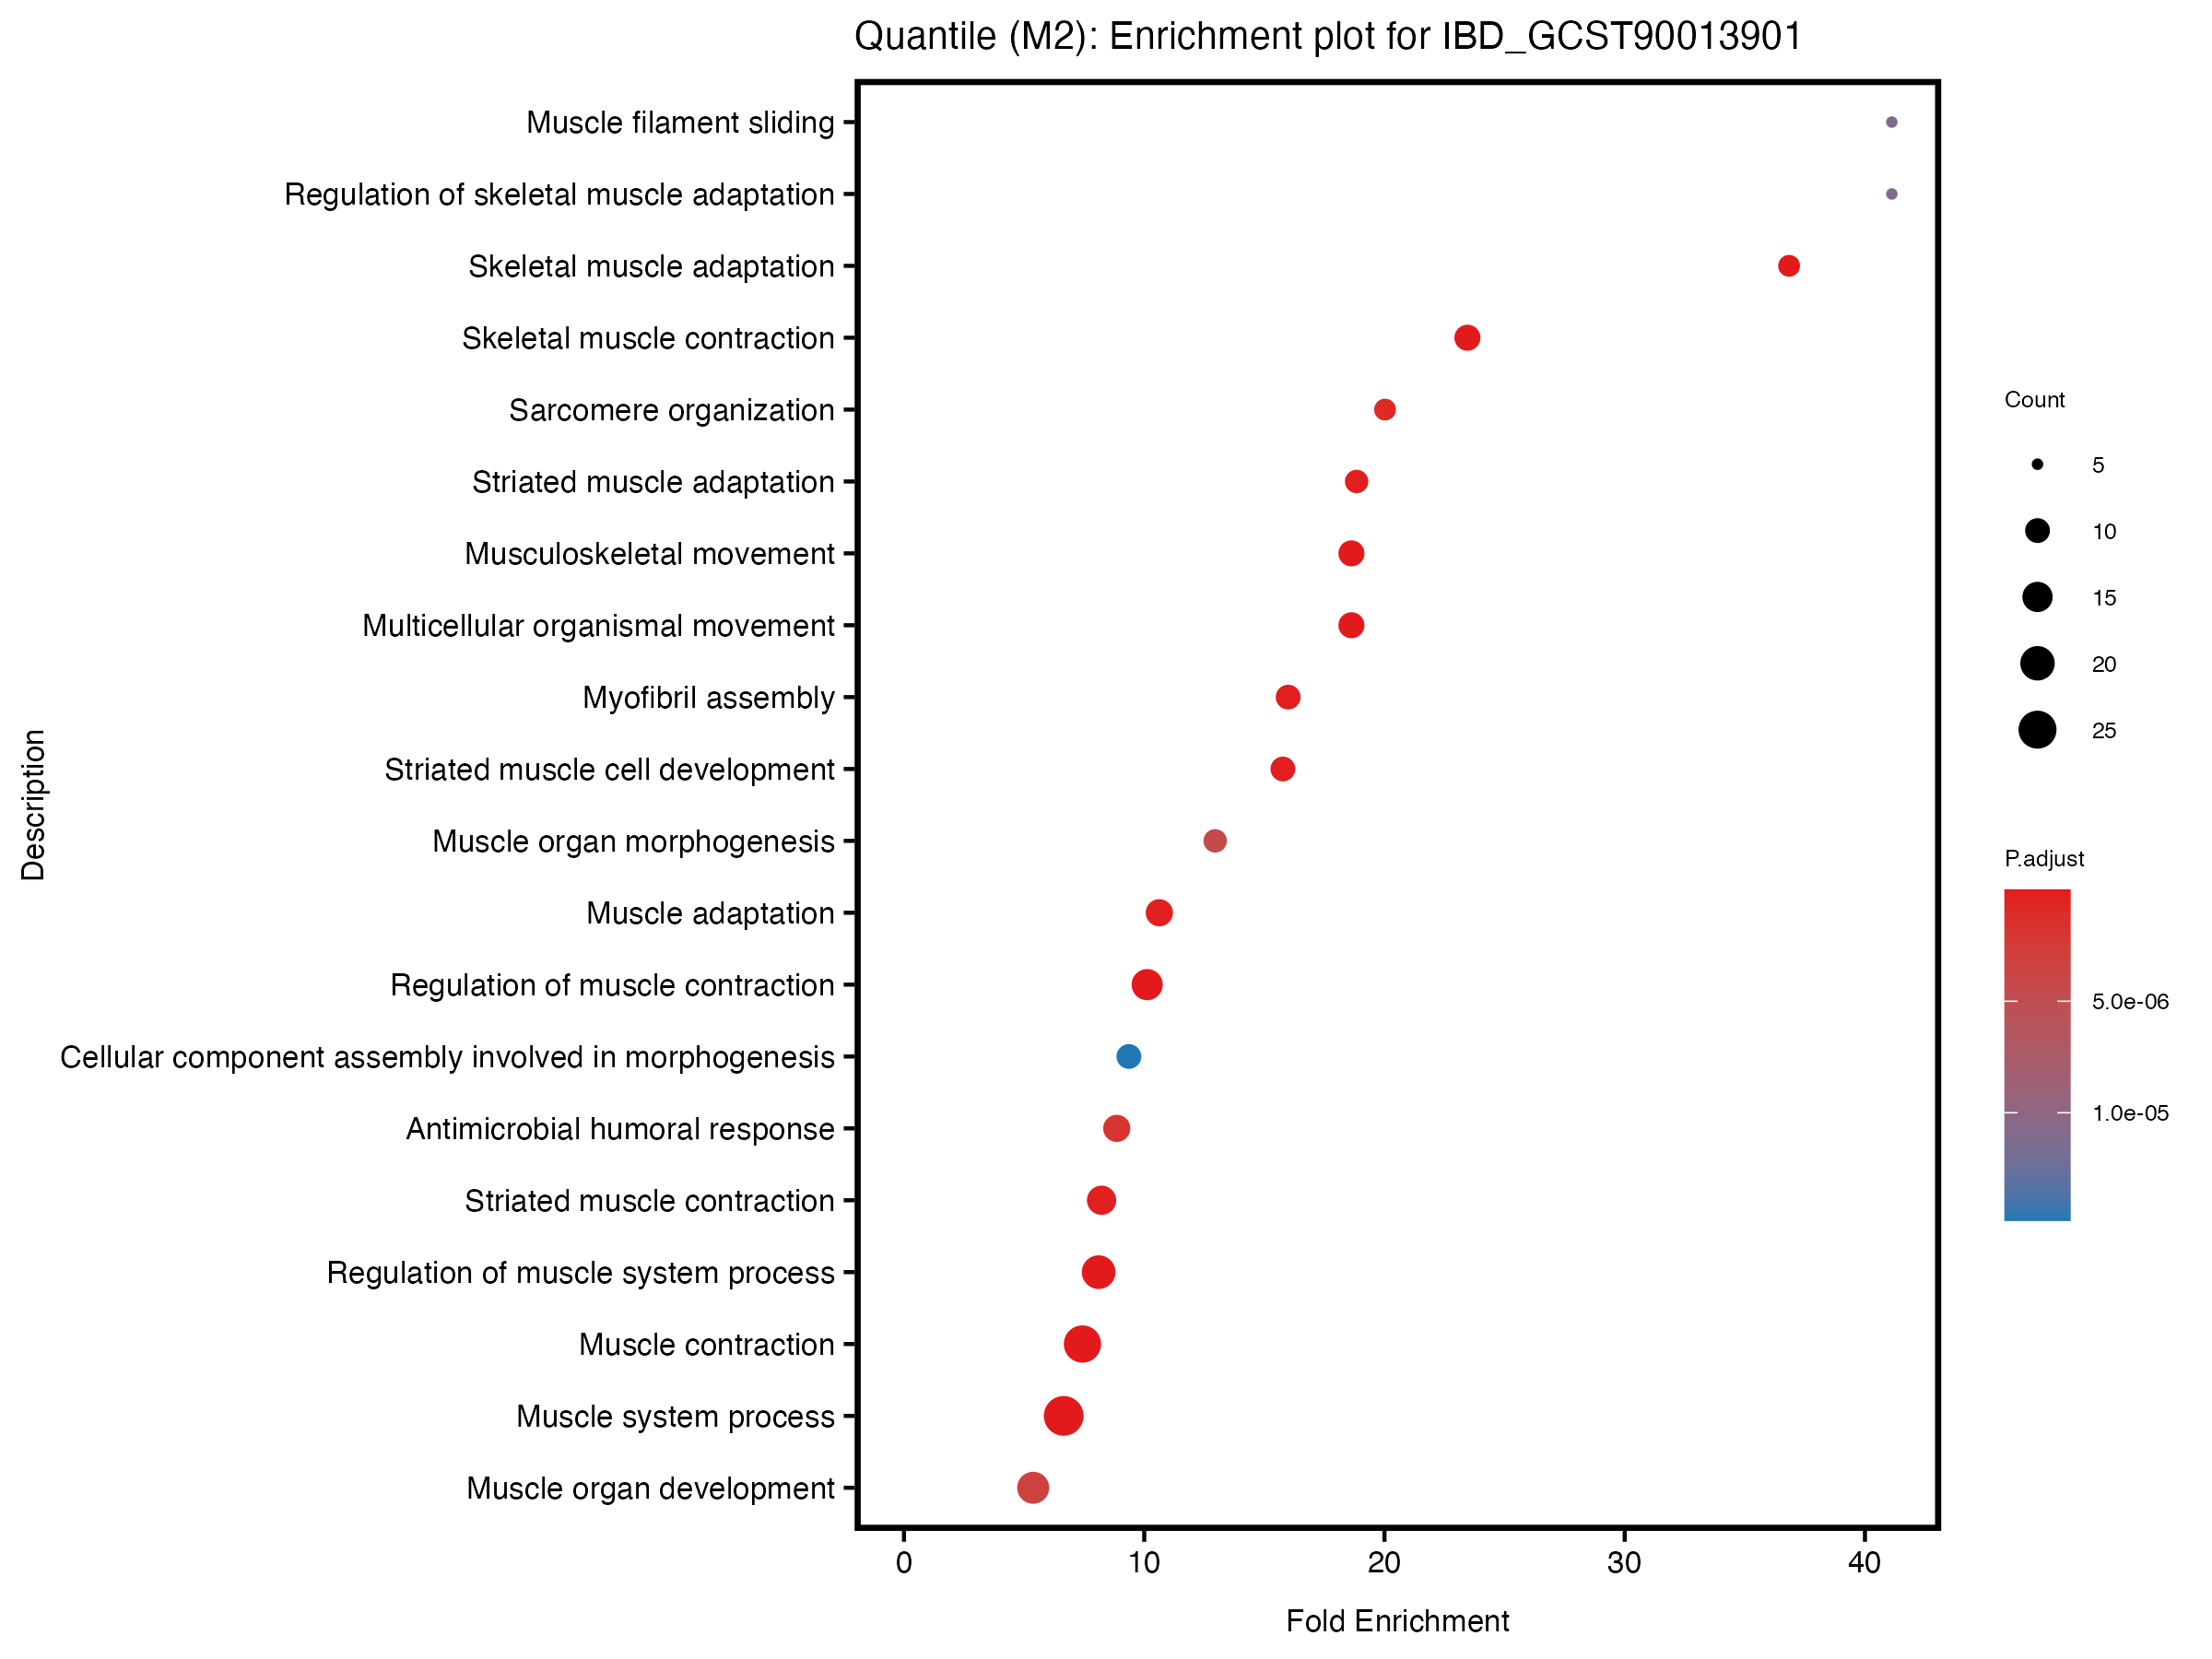 Quantile (M2): Enrichment plot for IBD_GCST90013901
Description
Muscle filament sliding
Regulation of skeletal muscle adaptation
Skeletal muscle adaptation
Skeletal muscle contraction
Sarcomere organization
Striated muscle adaptation
Musculoskeletal movement
Multicellular organismal movement
Myofibril assembly
Striated muscle cell development
Muscle organ morphogenesis
Muscle adaptation
Regulation of muscle contraction
Cellular component assembly involved in morphogenesis
Antimicrobial humoral response
Striated muscle contraction
Regulation of muscle system process
Muscle contraction
Muscle system process
Muscle organ development
0 10 20 30 40
Fold Enrichment
Count
5
10
15
20
25
P.adjust
5.0e-06
1.0e-05